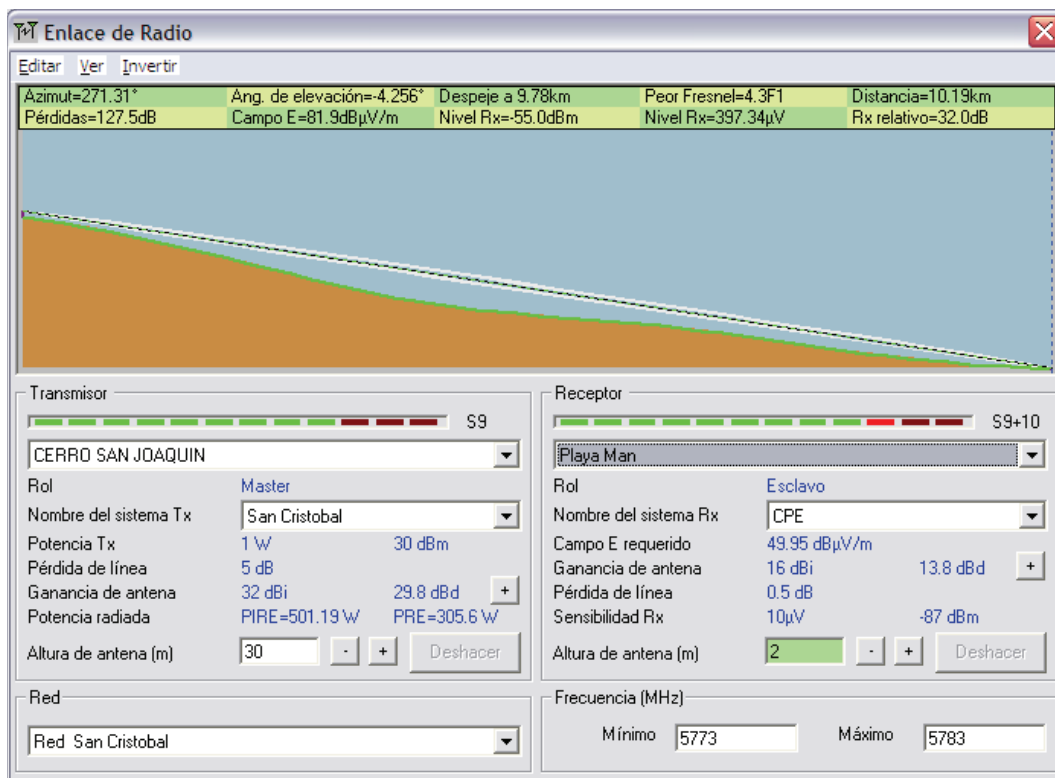 Enlace de Radio
Editar Ver Invertir
Azimut=271.31° Ang. de elevación=-4.256° Despeje a 9.78km Peor Fresnel=4.3F1 Distancia=10.19km
Pérdidas=127.5dB Campo E=81.9dBµV/m Nivel Rx=-55.0dBm Nivel Rx=397.34µV Rx relativo=32.0dB
Transmisor
S9
CERRO SAN JOAQUIN
Rol Master
Nombre del sistema Tx San Cristobal
Potencia Tx 1 W 30 dBm
Pérdida de línea 5 dB
Ganancia de antena 32 dBi 29.8 dBd +
Potencia radiada PIRE=501.19 W PRE=305.6 W
Altura de antena (m) 30 - + Deshacer
Red
Red San Cristobal
Receptor
S9+10
Playa Man
Rol Esclavo
Nombre del sistema Rx CPE
Campo E requerido 49.95 dBµV/m
Ganancia de antena 16 dBi 13.8 dBd +
Pérdida de línea 0.5 dB
Sensibilidad Rx 10µV -87 dBm
Altura de antena (m) 2 - + Deshacer
Frecuencia (MHz)
Mínimo 5773 Máximo 5783